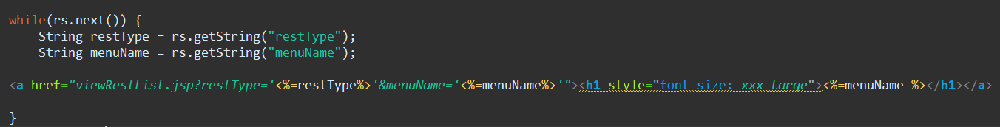 while(rs.next()) {
String restType = rs.getString("restType");
String menuName = rs.getString("menuName");
<a href="viewRestList.jsp?restType='<%=restType%>'&menuName='<%=menuName%>'"><h1 style="font-size: xxx-large"><%=menuName %></h1></a>
}